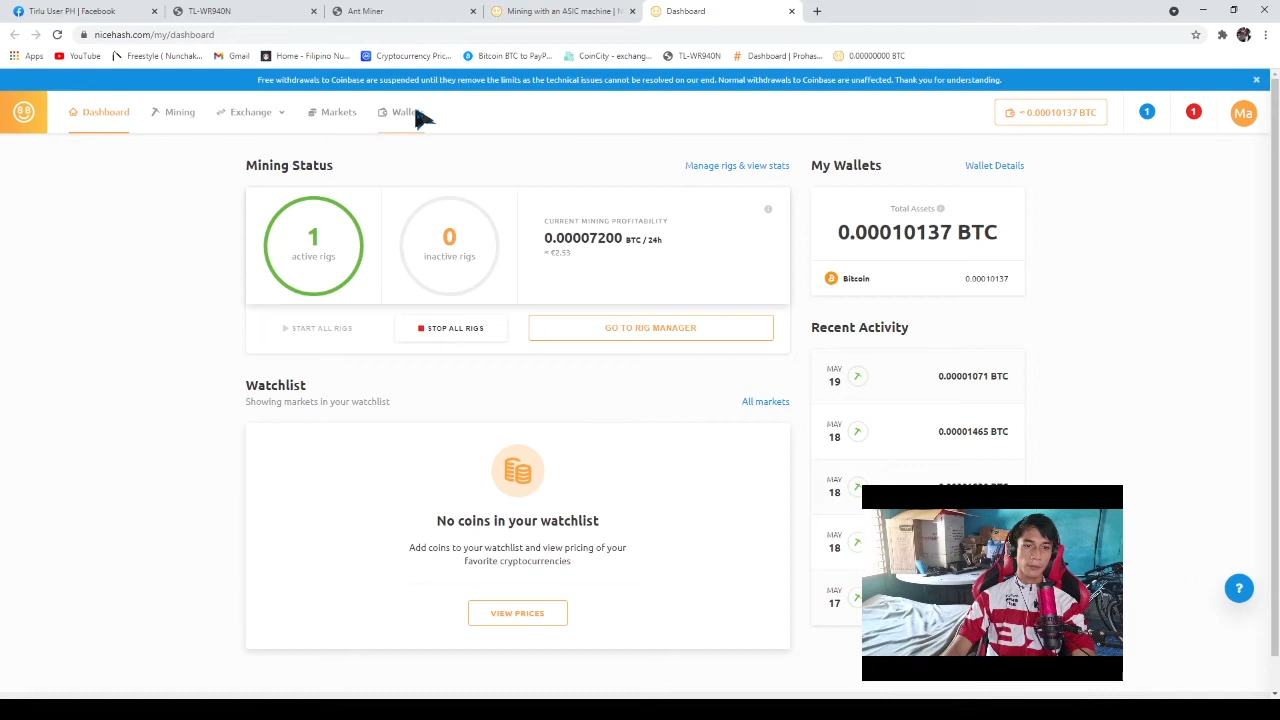 Tirlu User PH | Facebook
TL-WR940N
Ant Miner
Mining with an ASIC machine | N
Dashboard
nicehash.com/my/dashboard
Apps
YouTube
Freestyle ( Nunchak...
Gmail
Home - Filipino Nu...
Cryptocurrency Pric...
Bitcoin BTC to PayP...
CoinCity - exchang...
TL-WR940N
Dashboard | Prohas...
0.00000000 BTC
Free withdrawals to Coinbase are suspended until they remove the limits as the technical issues cannot be resolved on our end. Normal withdrawals to Coinbase are unaffected. Thank you for understanding.
Dashboard
Mining
Exchange
Markets
Walle
≈ 0.00010137 BTC
1
1
Ma
Mining Status
Manage rigs & view stats
1
active rigs
0
inactive rigs
CURRENT MINING PROFITABILITY
0.00007200 BTC / 24h
≈ €2.53
START ALL RIGS
STOP ALL RIGS
GO TO RIG MANAGER
Watchlist
Showing markets in your watchlist
All markets
No coins in your watchlist
Add coins to your watchlist and view pricing of your
favorite cryptocurrencies
VIEW PRICES
My Wallets
Wallet Details
Total Assets
0.00010137 BTC
Bitcoin
0.00010137
Recent Activity
MAY
19
0.00001071 BTC
MAY
18
0.00001465 BTC
MAY
18
MAY
18
MAY
17
?